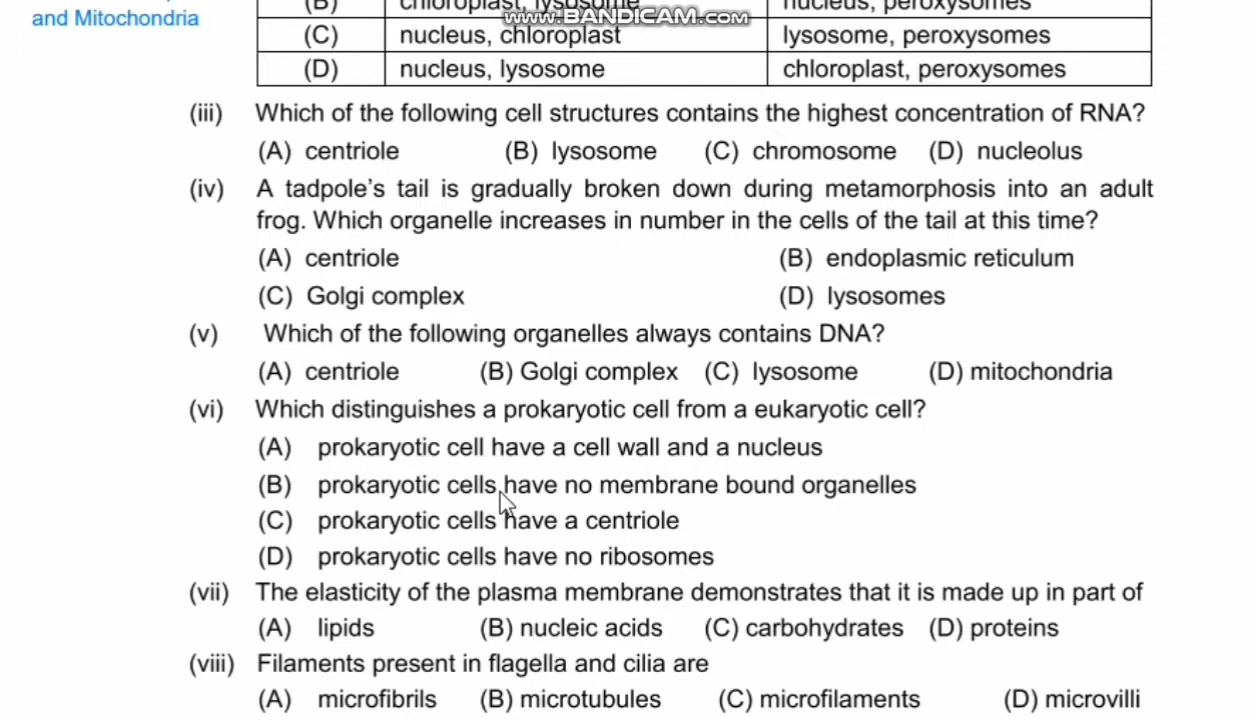 (B) chloroplast, lysosome nucleus, peroxysomes
www.BANDICAM.com
and Mitochondria
(C) nucleus, chloroplast lysosome, peroxysomes
(D) nucleus, lysosome chloroplast, peroxysomes
(iii) Which of the following cell structures contains the highest concentration of RNA?
(A) centriole (B) lysosome (C) chromosome (D) nucleolus
(iv) A tadpole's tail is gradually broken down during metamorphosis into an adult
frog. Which organelle increases in number in the cells of the tail at this time?
(A) centriole (B) endoplasmic reticulum
(C) Golgi complex (D) lysosomes
(v) Which of the following organelles always contains DNA?
(A) centriole (B) Golgi complex (C) lysosome (D) mitochondria
(vi) Which distinguishes a prokaryotic cell from a eukaryotic cell?
(A) prokaryotic cell have a cell wall and a nucleus
(B) prokaryotic cells have no membrane bound organelles
(C) prokaryotic cells have a centriole
(D) prokaryotic cells have no ribosomes
(vii) The elasticity of the plasma membrane demonstrates that it is made up in part of
(A) lipids (B) nucleic acids (C) carbohydrates (D) proteins
(viii) Filaments present in flagella and cilia are
(A) microfibrils (B) microtubules (C) microfilaments (D) microvilli